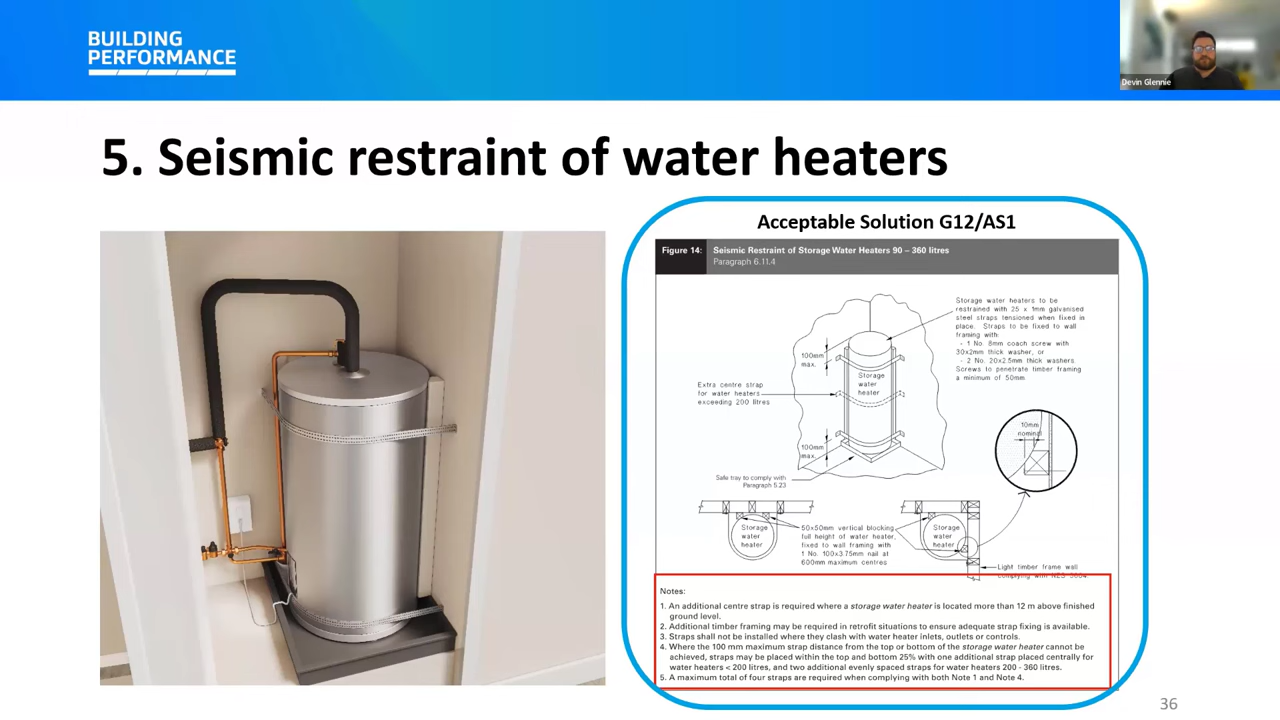 BUILDING
PERFORMANCE
Devin Glennie
5. Seismic restraint of water heaters
Acceptable Solution G12/AS1
Figure 14: Seismic Restraint of Storage Water Heaters 90 – 360 litres
Paragraph 6.11.4
Storage water heaters to be
restrained with 25 x 1mm galvanised
steel straps tensioned when fixed in
place. Straps to be fixed to wall
framing with:
- 1 No 8mm coach screw with
30x2mm thick washer, or
- 2 No. 20x2.5mm thick washers
Screws to penetrate timber framing
a minimum of 50mm
100mm
max.
Storage
water
heater
Extra centre strap
for water heaters
exceeding 200 litres
10mm
nominal
100mm
max.
Safe tray to comply with
Paragraph 5.23
Storage
water
heater
50x50mm vertical blocking
full height of water heater,
fixed to wall framing with
1 No. 100x3.75mm nail at
600mm maximum centres
Storage
water
heater
Light timber frame wall
complying with NZS 3604.
Notes:
1. An additional centre strap is required where a storage water heater is located more than 12 m above finished
ground level.
2. Additional timber framing may be required in retrofit situations to ensure adequate strap fixing is available.
3. Straps shall not be installed where they clash with water heater inlets, outlets or controls.
4. Where the 100 mm maximum strap distance from the top or bottom of the storage water heater cannot be
achieved, straps may be placed within the top and bottom 25% with one additional strap placed centrally for
water heaters < 200 litres, and two additional evenly spaced straps for water heaters 200 - 360 litres.
5. A maximum total of four straps are required when complying with both Note 1 and Note 4.
36